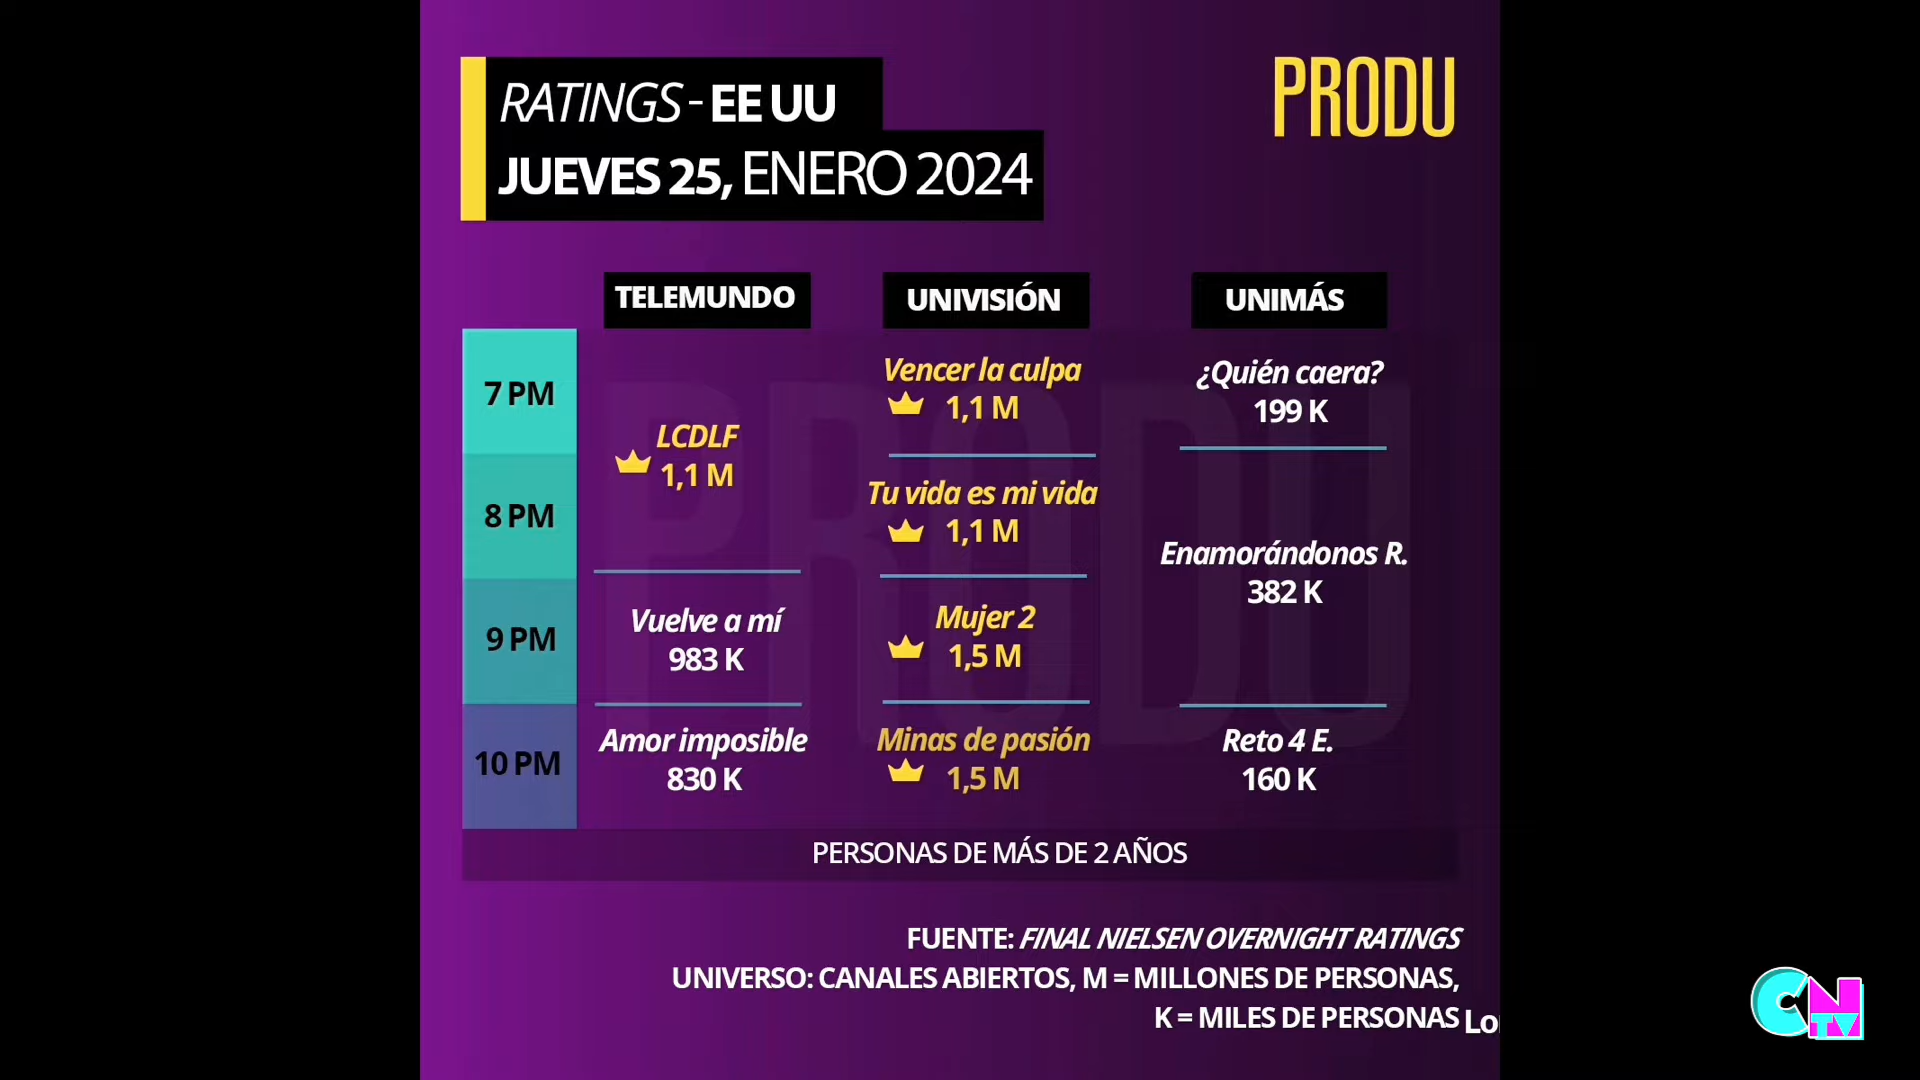 RATINGS - EE UU
JUEVES 25, ENERO 2024
PRODU
TELEMUNDO
UNIVISIÓN
UNIMÁS
7 PM
8 PM
9 PM
10 PM
LCDLF
1,1 M
Vuelve a mí
983 K
Amor imposible
830 K
Vencer la culpa
1,1 M
Tu vida es mi vida
1,1 M
Mujer 2
1,5 M
Minas de pasión
1,5 M
¿Quién caera?
199 K
Enamorándonos R.
382 K
Reto 4 E.
160 K
PRODU
PERSONAS DE MÁS DE 2 AÑOS
FUENTE: FINAL NIELSEN OVERNIGHT RATINGS
UNIVERSO: CANALES ABIERTOS, M = MILLONES DE PERSONAS,
K = MILES DE PERSONAS
CN
TV